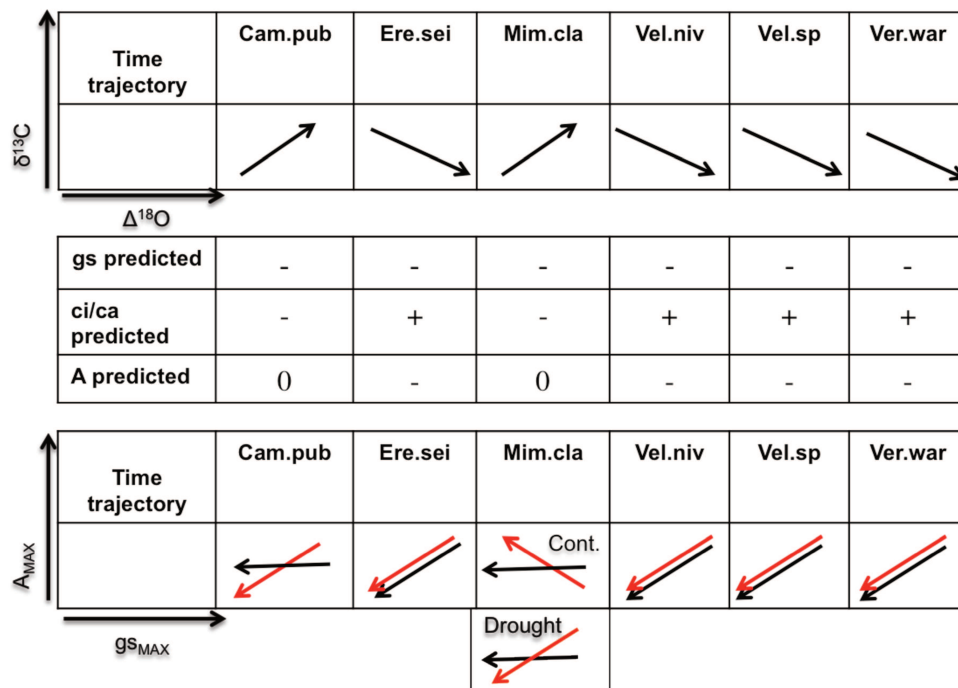 Cam.pub Ere.sei Mim.cla Vel.niv Vel.sp Ver.war
Time
trajectory
δ¹³C
Δ¹⁸O
gs predicted - - - - - -
ci/ca
predicted - + - + + +
A predicted 0 - 0 - - -
Cam.pub Ere.sei Mim.cla Vel.niv Vel.sp Ver.war
Time
trajectory
Cont.
A_MAX
Drought
gs_MAX